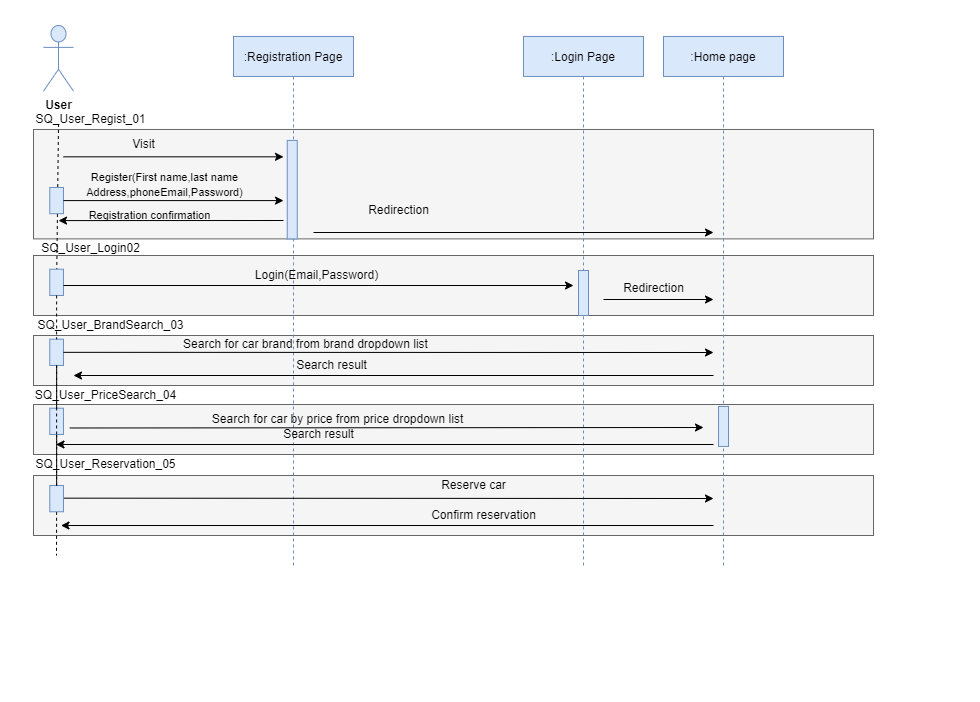 :Registration Page
:Login Page
:Home page
User
SQ_User_Regist_01
Visit
Register(First name,last name
Address,phoneEmail,Password)
Registration confirmation
Redirection
SQ_User_Login02
Login(Email,Password)
Redirection
SQ_User_BrandSearch_03
Search for car brand from brand dropdown list
Search result
SQ_User_PriceSearch_04
Search for car by price from price dropdown list
Search result
SQ_User_Reservation_05
Reserve car
Confirm reservation